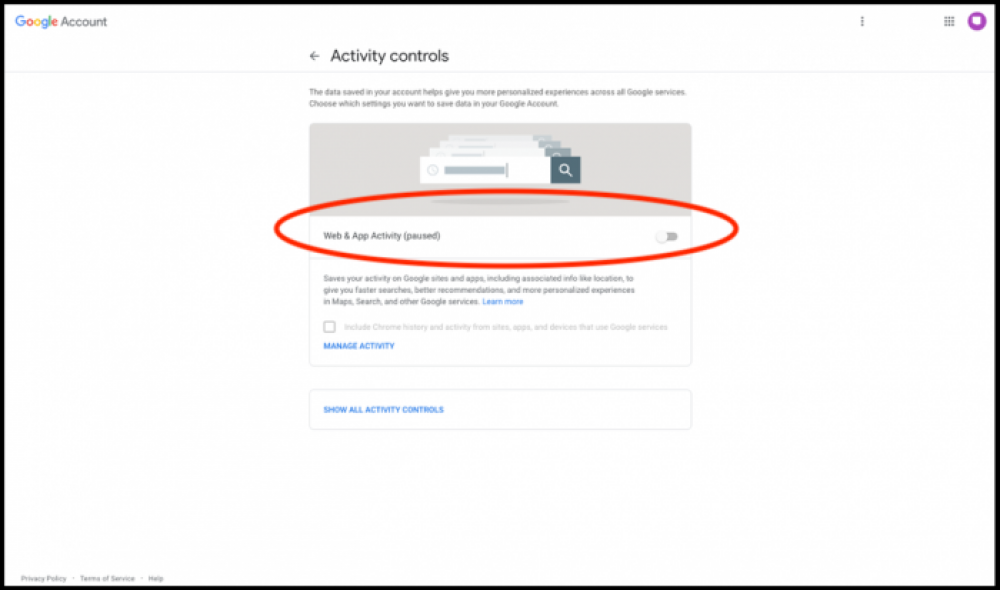 Google Account
Activity controls
The data saved in your account helps give you more personalized experiences across all Google services.
Choose which settings you want to save data in your Google Account.
Web & App Activity (paused)
Saves your activity on Google sites and apps, including associated info like location, to
give you faster searches, better recommendations, and more personalized experiences
in Maps, Search, and other Google services. Learn more
Include Chrome history and activity from sites, apps, and devices that use Google services
MANAGE ACTIVITY
SHOW ALL ACTIVITY CONTROLS
Privacy Policy · Terms of Service · Help